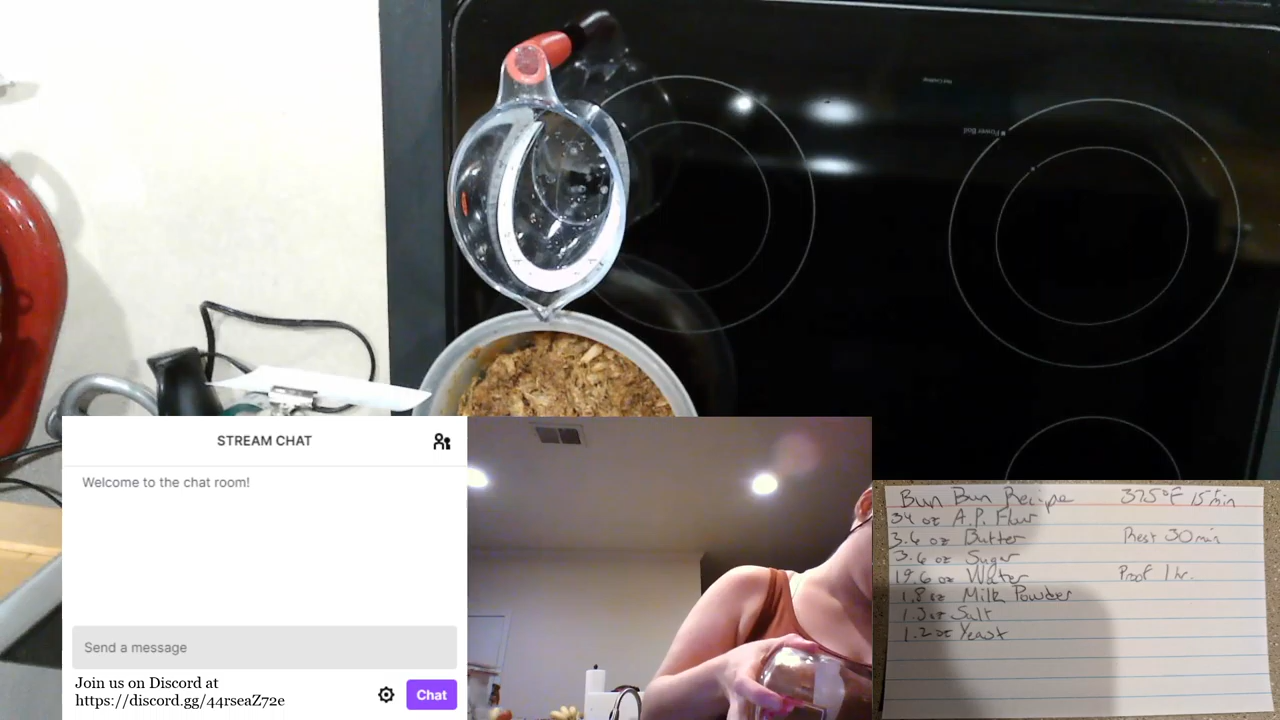 Power Boil
STREAM CHAT
Welcome to the chat room!
Send a message
Join us on Discord at
https://discord.gg/44rseaZ72e
Chat
Bun Bun Recipe 375°F 15 min
34 oz A.P. Flour
3.6 oz Butter Rest 30 min
3.6 oz Sugar
19.6 oz Water Proof 1 hr.
1.8 oz Milk Powder
1.3 oz Salt
1.2 oz Yeast